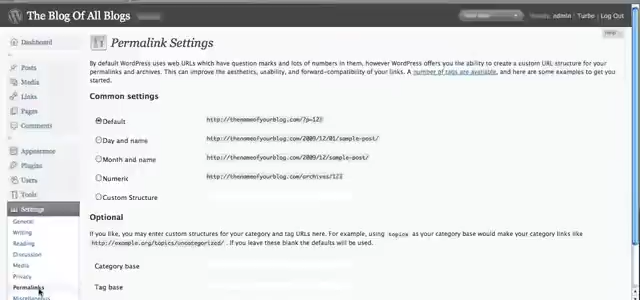 The Blog Of All Blogs
Howdy, admin | Turbo | Log Out
Help
Dashboard
Permalink Settings
Posts
Media
Links
Pages
Comments
Appearance
Plugins
Users
Tools
Settings
General
Writing
Reading
Discussion
Media
Privacy
Permalinks
Miscellaneous
By default WordPress uses web URLs which have question marks and lots of numbers in them, however WordPress offers you the ability to create a custom URL structure for your
permalinks and archives. This can improve the aesthetics, usability, and forward-compatibility of your links. A number of tags are available, and here are some examples to get you
started.
Common settings
Default http://thenameofyourblog.com/?p=123
Day and name http://thenameofyourblog.com/2009/12/01/sample-post/
Month and name http://thenameofyourblog.com/2009/12/sample-post/
Numeric http://thenameofyourblog.com/archives/123
Custom Structure
Optional
If you like, you may enter custom structures for your category and tag URLs here. For example, using topics as your category base would make your category links like
http://example.org/topics/uncategorized/ . If you leave these blank the defaults will be used.
Category base
Tag base